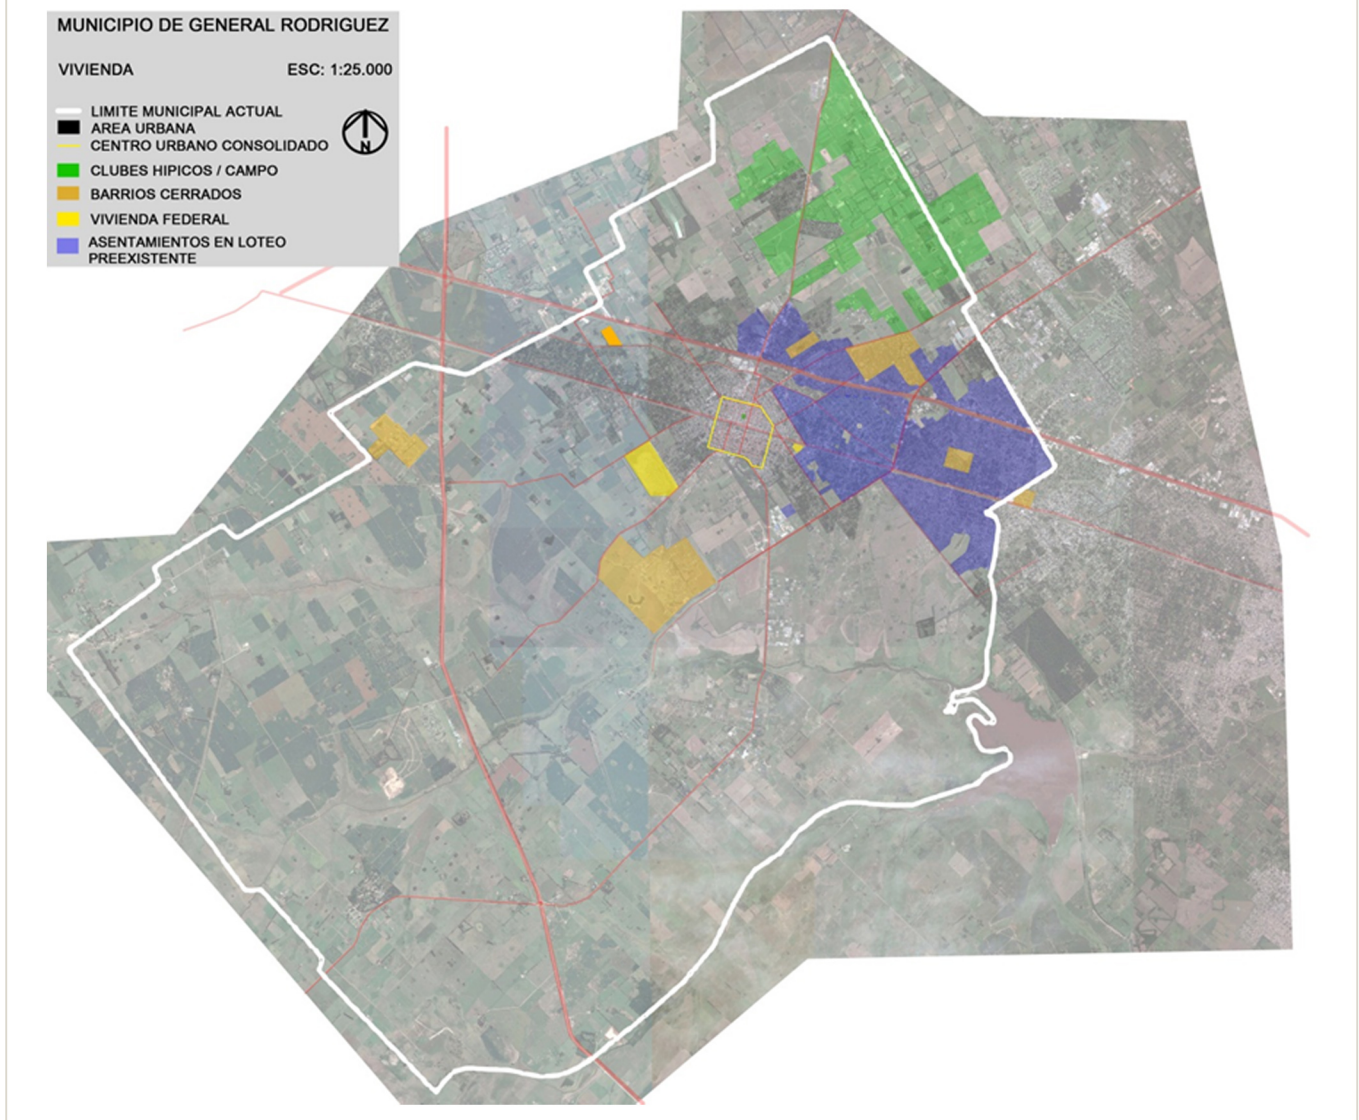 MUNICIPIO DE GENERAL RODRIGUEZ
VIVIENDA ESC: 1:25.000
LIMITE MUNICIPAL ACTUAL
AREA URBANA
CENTRO URBANO CONSOLIDADO
N
CLUBES HIPICOS / CAMPO
BARRIOS CERRADOS
VIVIENDA FEDERAL
ASENTAMIENTOS EN LOTEO
PREEXISTENTE